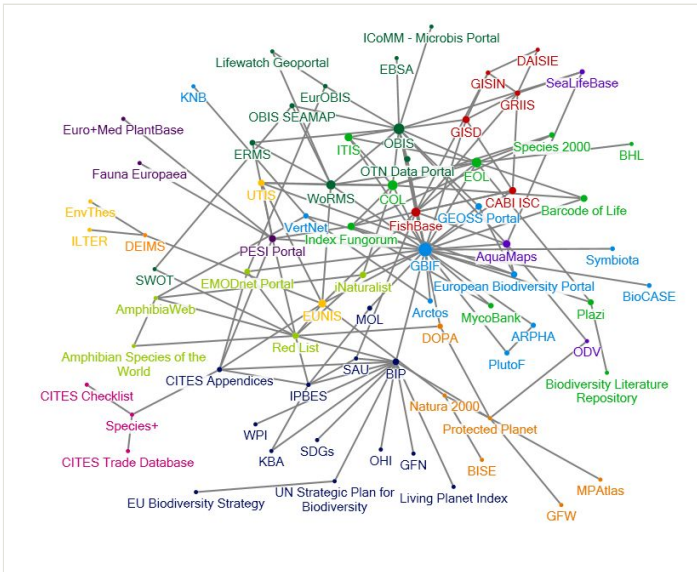 ICoMM - Microbis Portal
Lifewatch Geoportal
EBSA
DAISIE
GISIN
SeaLifeBase
KNB
EurOBIS
GRIIS
OBIS SEAMAP
Euro+Med PlantBase
GISD
ITIS
OBIS
Species 2000
ERMS
BHL
OTN Data Portal
EOL
Fauna Europaea
UTIS
WoRMS
COL
CABI ISC
EnvThes
VertNet
FishBase
GEOSS Portal
Barcode of Life
ILTER
DEIMS
Index Fungorum
PESI Portal
GBIF
AquaMaps
Symbiota
SWOT
EMODnet Portal
iNaturalist
European Biodiversity Portal
BioCASE
AmphibiaWeb
EUNIS
MOL
Arctos
MycoBank
Plazi
DOPA
ARPHA
Red List
Amphibian Species of the
World
SAU
PlutoF
ODV
CITES Appendices
IPBES
BIP
Biodiversity Literature
Repository
CITES Checklist
Natura 2000
Species+
WPI
Protected Planet
SDGs
KBA
OHI
GFN
CITES Trade Database
BISE
MPAtlas
EU Biodiversity Strategy
UN Strategic Plan for
Biodiversity
Living Planet Index
GFW